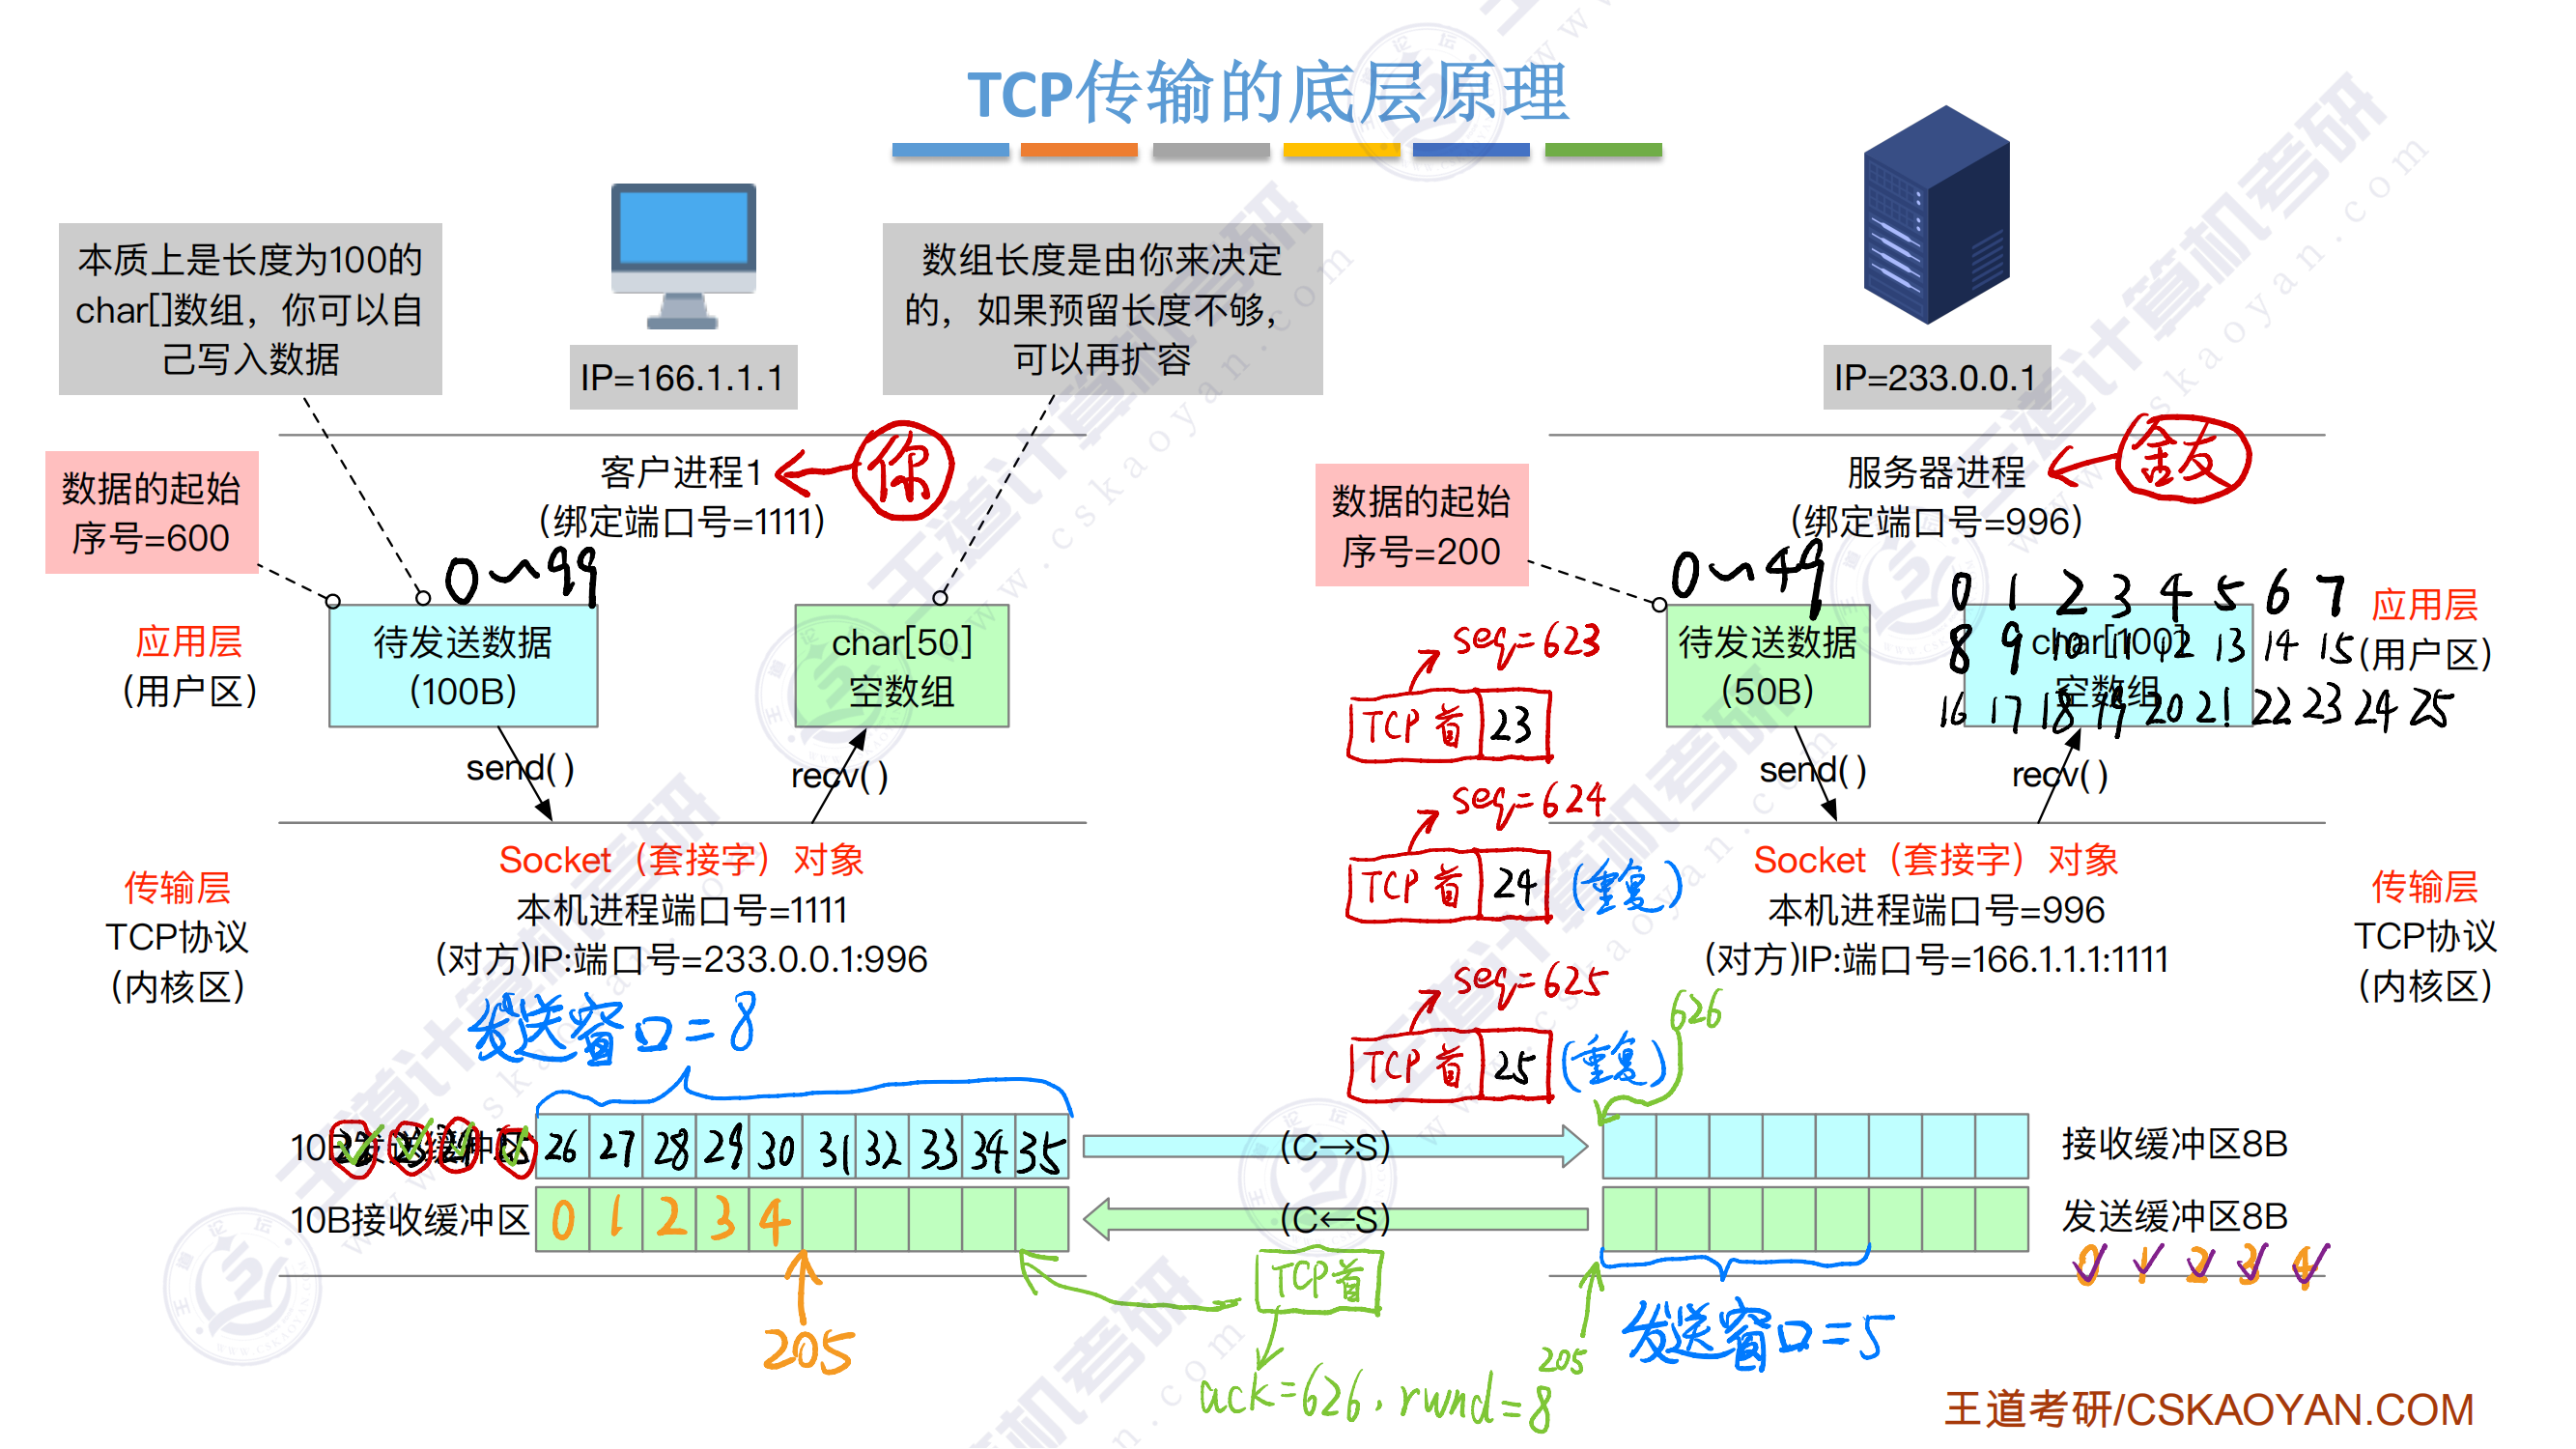 TCP传输的底层原理
本质上是长度为100的
char[]数组，你可以自
己写入数据
IP=166.1.1.1
数组长度是由你来决定
的，如果预留长度不够，
可以再扩容
IP=233.0.0.1
数据的起始
序号=600
客户进程1
(绑定端口号=1111)
你
数据的起始
序号=200
服务器进程
(绑定端口号=996)
0~99
0~49
应用层
(用户区)
待发送数据
(100B)
char[50]
空数组
待发送数据
(50B)
char[100]
空数组
0 1 2 3 4 5 6 7
8 9 10 11 12 13 14 15
16 17 18 19 20 21 22 23 24 25
应用层
(用户区)
send()
recv()
send()
recv()
seq=623
TCP首 23
seq=624
TCP首 24 (重复)
seq=625
TCP首 25 (重复)
传输层
TCP协议
(内核区)
Socket（套接字）对象
本机进程端口号=1111
(对方)IP:端口号=233.0.0.1:996
Socket（套接字）对象
本机进程端口号=996
(对方)IP:端口号=166.1.1.1:1111
传输层
TCP协议
(内核区)
发送窗口=8
626
10B发送缓冲区
26 27 28 29 30 31 32 33 34 35
(C→S)
接收缓冲区8B
10B接收缓冲区
0 1 2 3 4
(C←S)
发送缓冲区8B
0 1 2 3 4
205
TCP首
ack=626, rwnd=8
205
发送窗口=5
王道考研/CSKAOYAN.COM
王道计算机考研
www.cskaoyan.com